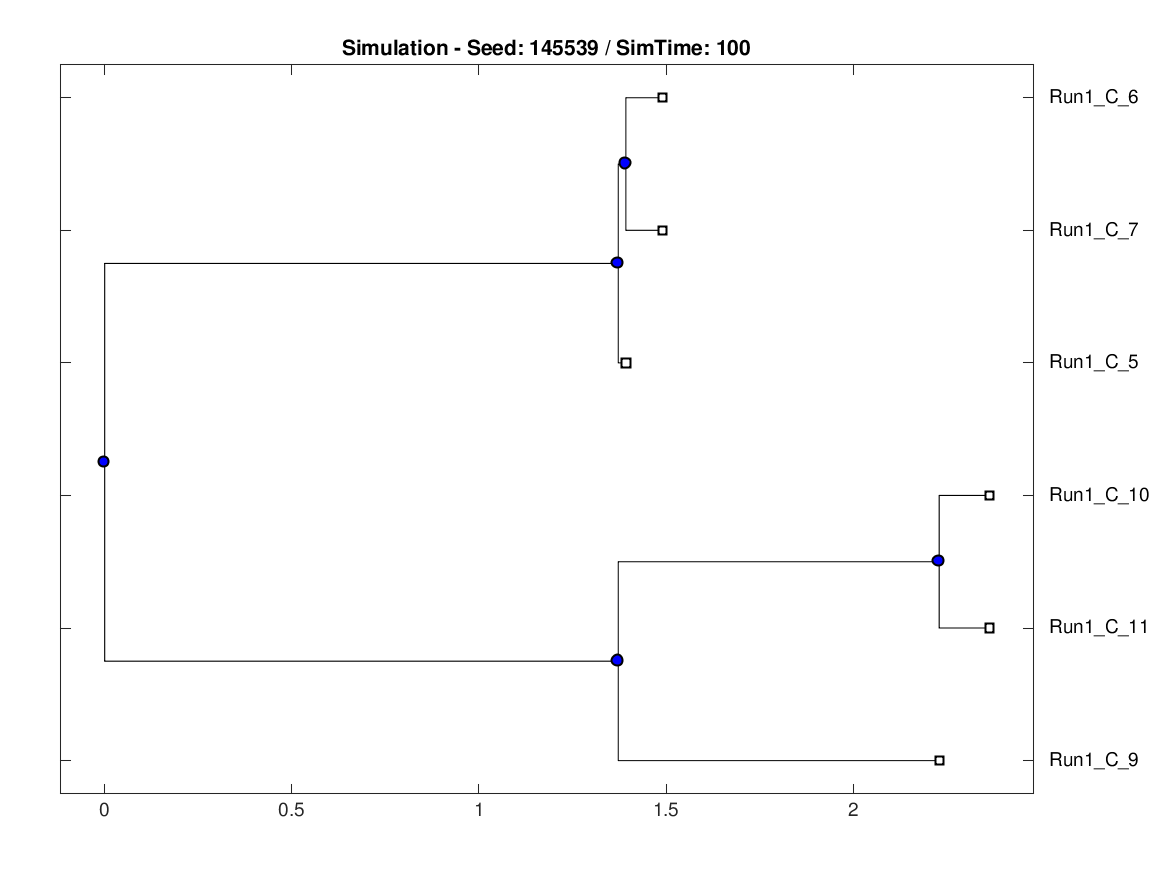 Simulation - Seed: 145539 / SimTime: 100
Run1_C_6
Run1_C_7
Run1_C_5
Run1_C_10
Run1_C_11
Run1_C_9
0 0.5 1 1.5 2